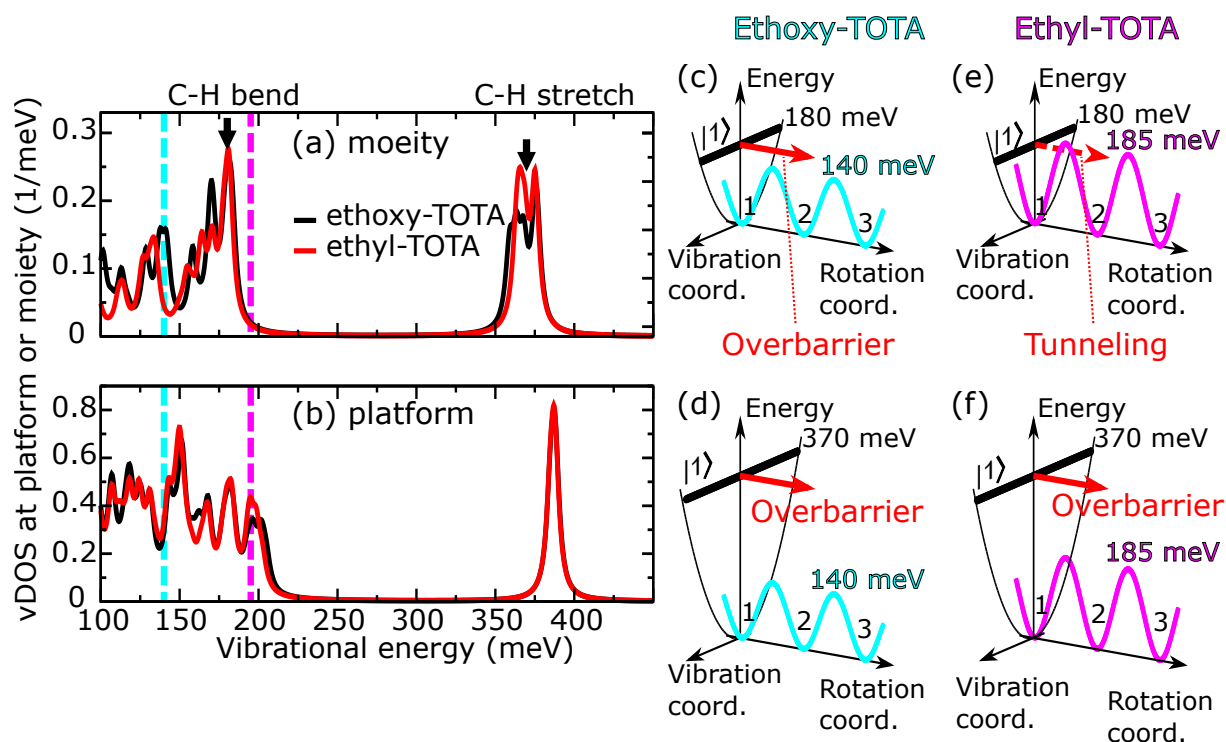 Ethoxy-TOTA
Ethyl-TOTA
C-H bend
C-H stretch
vDOS at platform or moiety (1/meV)
0.3
0.2
0.1
0
(a) moeity
ethoxy-TOTA
ethyl-TOTA
0.8
0.6
0.4
0.2
0
(b) platform
100 150 200 250 300 350 400
Vibrational energy (meV)
(c)
Energy
|1⟩
180 meV
140 meV
1
2
3
Vibration
coord.
Rotation
coord.
Overbarrier
(e)
Energy
|1⟩
180 meV
185 meV
1
2
3
Vibration
coord.
Rotation
coord.
Tunneling
(d)
Energy
|1⟩
370 meV
Overbarrier
140 meV
1
2
3
Vibration
coord.
Rotation
coord.
(f)
Energy
|1⟩
370 meV
Overbarrier
185 meV
1
2
3
Vibration
coord.
Rotation
coord.